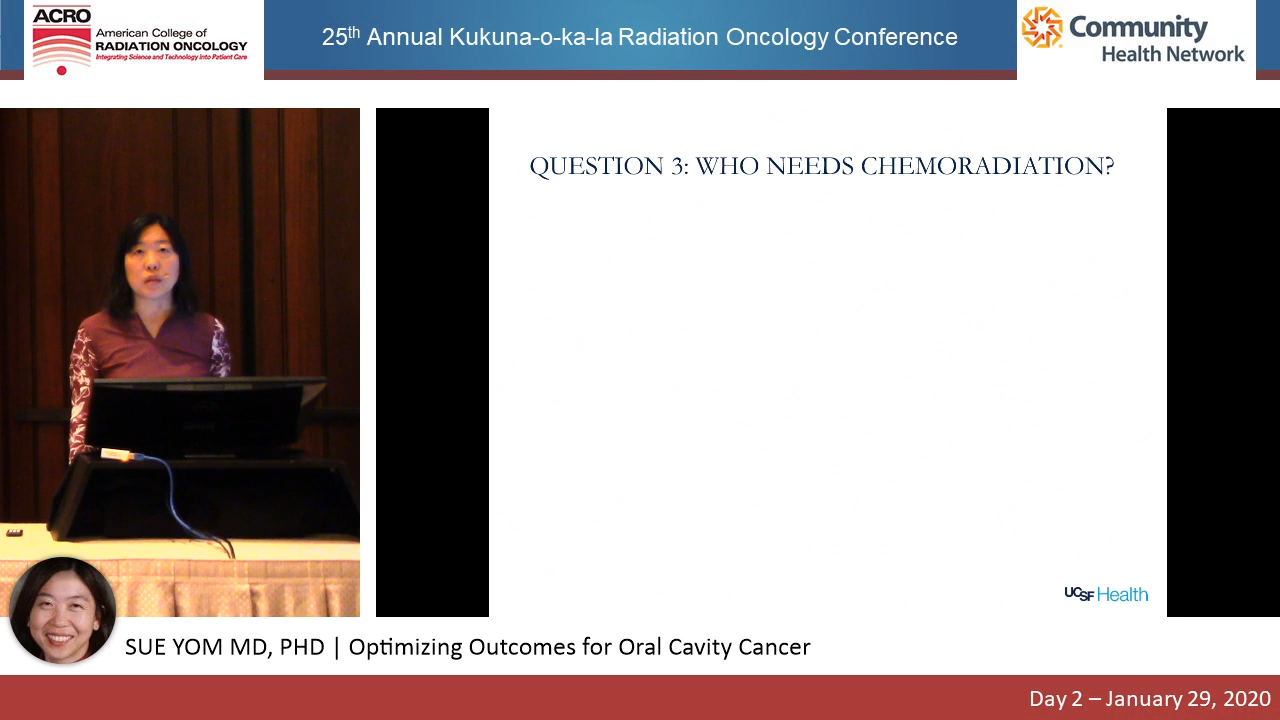 ACRO
American College of
RADIATION ONCOLOGY
Integrating Science and Technology Into Patient Care
25th Annual Kukuna-o-ka-la Radiation Oncology Conference
Community
Health Network
QUESTION 3: WHO NEEDS CHEMORADIATION?
UCSF Health
SUE YOM MD, PHD | Optimizing Outcomes for Oral Cavity Cancer
Day 2 – January 29, 2020